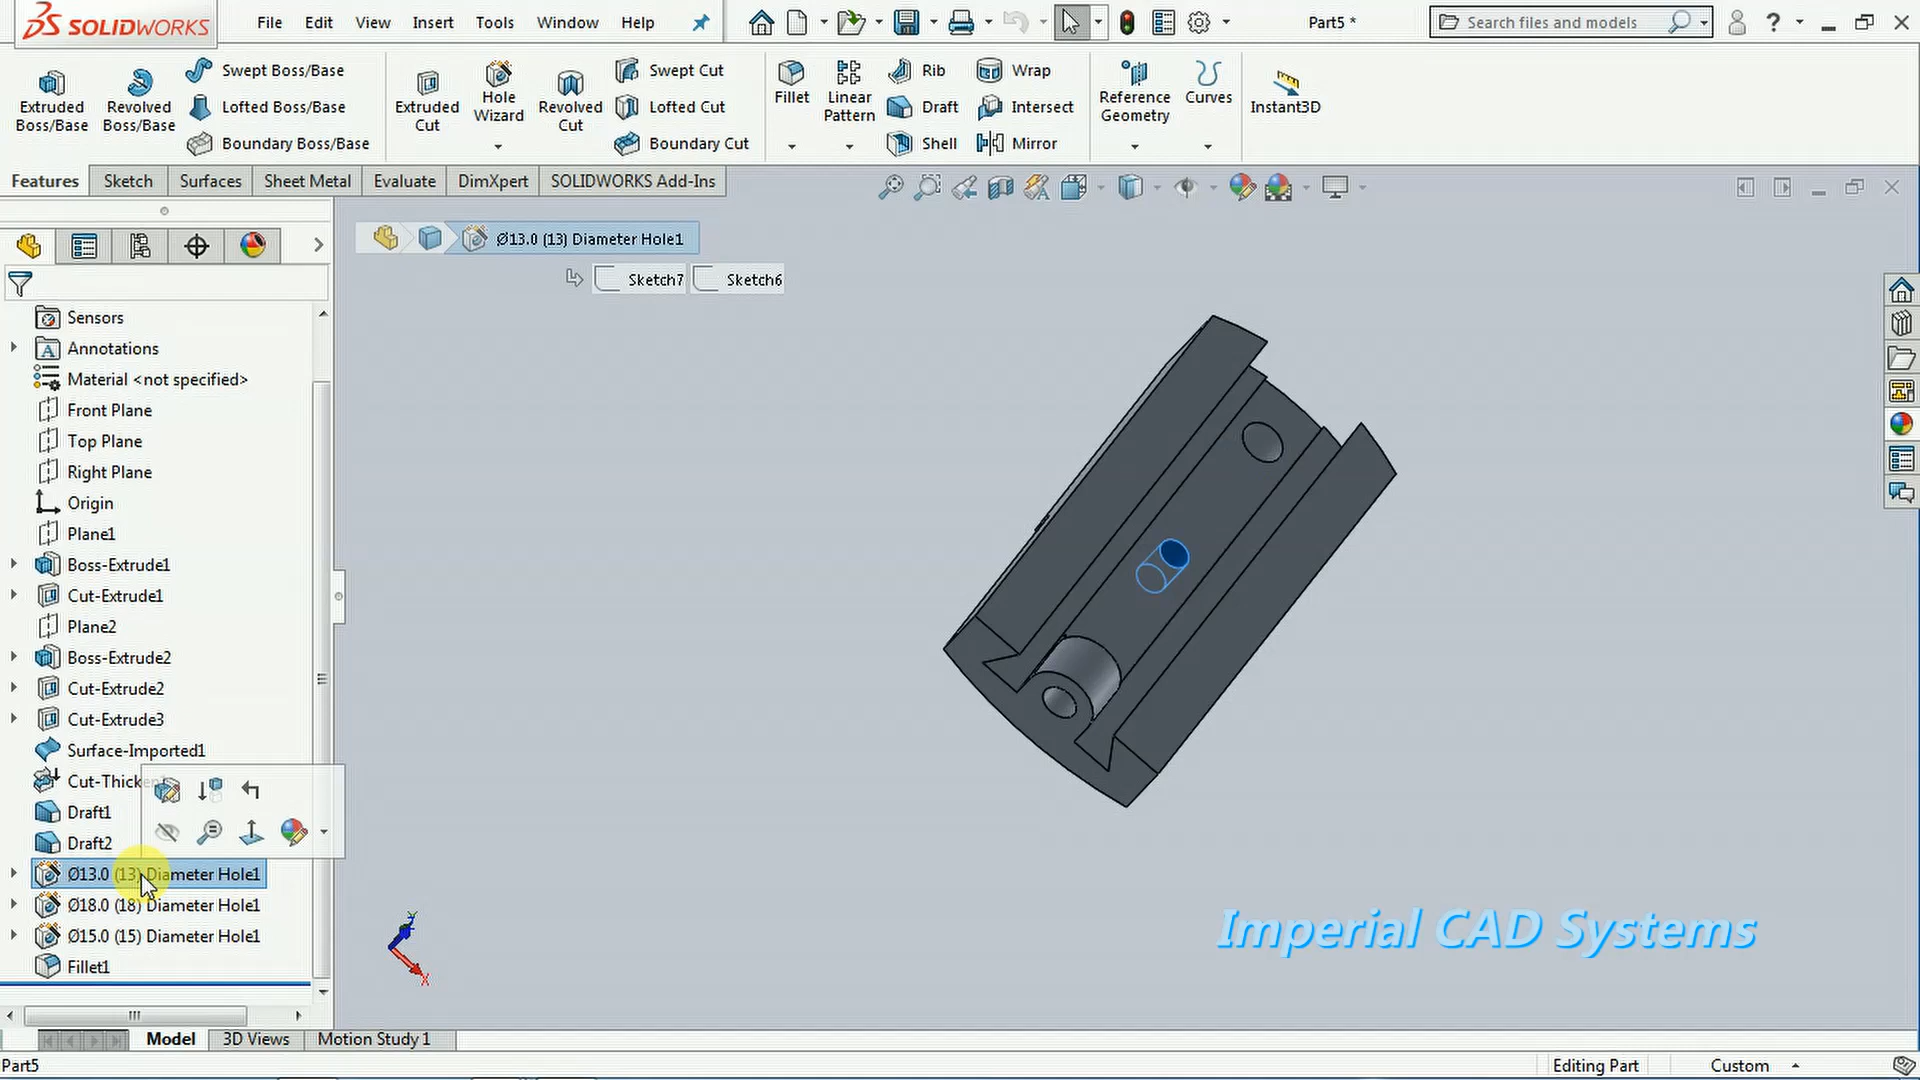 SOLIDWORKS
File Edit View Insert Tools Window Help
Part5 *
Search files and models
Extruded Boss/Base
Revolved Boss/Base
Swept Boss/Base
Lofted Boss/Base
Boundary Boss/Base
Extruded Cut
Hole Wizard
Revolved Cut
Swept Cut
Lofted Cut
Boundary Cut
Fillet
Linear Pattern
Rib
Draft
Shell
Wrap
Intersect
Mirror
Reference Geometry
Curves
Instant3D
Features Sketch Surfaces Sheet Metal Evaluate DimXpert SOLIDWORKS Add-Ins
Ø13.0 (13) Diameter Hole1
Sketch7 Sketch6
Sensors
Annotations
Material <not specified>
Front Plane
Top Plane
Right Plane
Origin
Plane1
Boss-Extrude1
Cut-Extrude1
Plane2
Boss-Extrude2
Cut-Extrude2
Cut-Extrude3
Surface-Imported1
Draft1
Draft2
Ø13.0 (13) Diameter Hole1
Ø18.0 (18) Diameter Hole1
Ø15.0 (15) Diameter Hole1
Fillet1
X
Imperial CAD Systems
Model 3D Views Motion Study 1
Part5
Editing Part
Custom